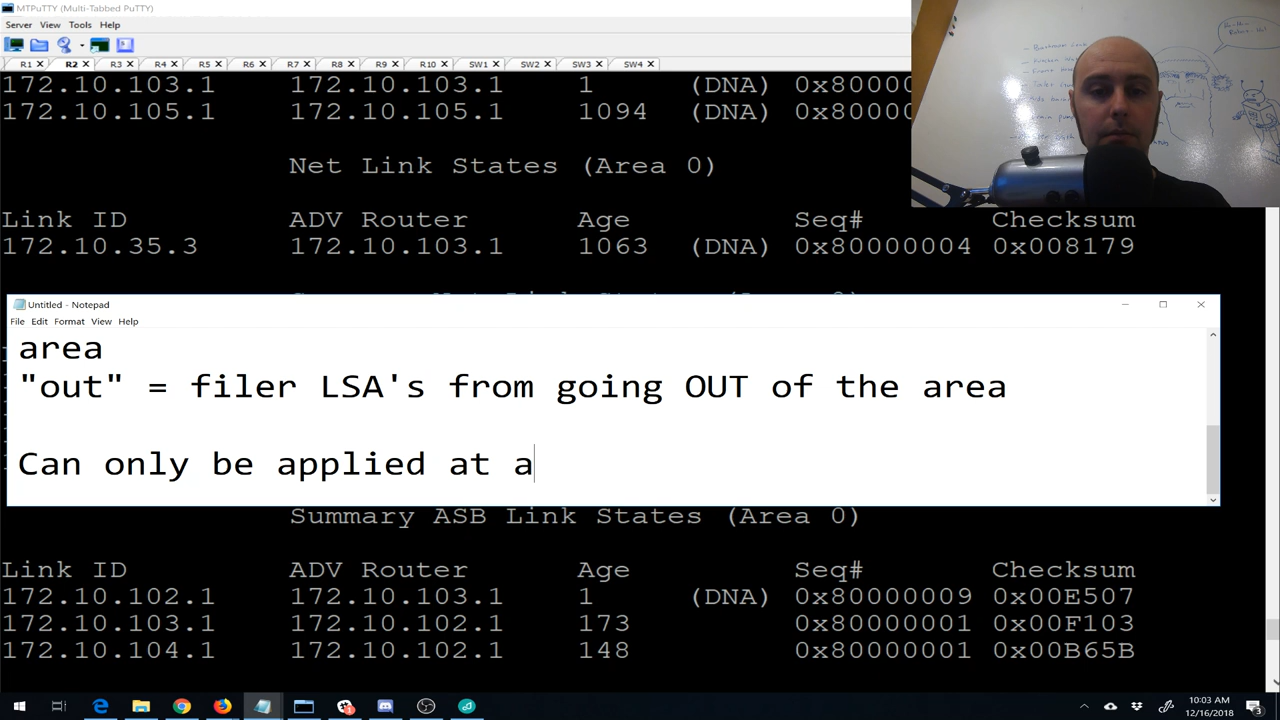 MTPuTTY (Multi-Tabbed PuTTY)
Server View Tools Help
R1 R2 R3 R4 R5 R6 R7 R8 R9 R10 SW1 SW2 SW3 SW4
172.10.103.1 172.10.103.1 1 (DNA) 0x80000
172.10.105.1 172.10.105.1 1094 (DNA) 0x80000
Net Link States (Area 0)
Link ID ADV Router Age Seq# Checksum
172.10.35.3 172.10.103.1 1063 (DNA) 0x80000004 0x008179
Untitled - Notepad
File Edit Format View Help
area
"out" = filer LSA's from going OUT of the area
Can only be applied at a
Summary ASB Link States (Area 0)
Link ID ADV Router Age Seq# Checksum
172.10.102.1 172.10.103.1 1 (DNA) 0x80000009 0x00E507
172.10.103.1 172.10.102.1 173 0x80000001 0x00F103
172.10.104.1 172.10.102.1 148 0x80000001 0x00B65B
10:03 AM
12/16/2018